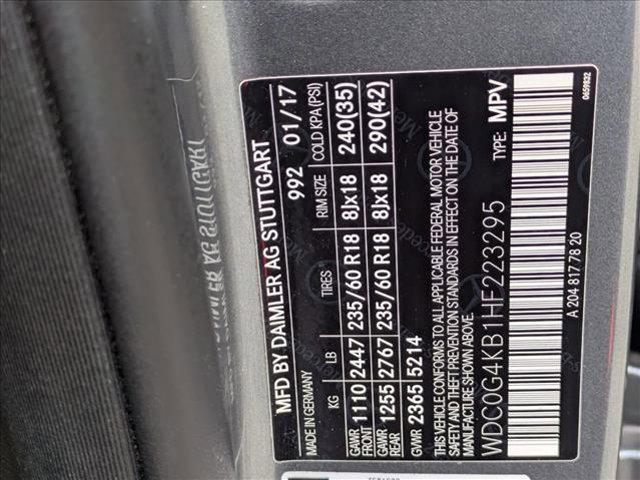 MFD BY DAIMLER AG STUTTGART
MADE IN GERMANY 992 01/17
KG LB TIRES RIM SIZE COLD KPA (PSI)
GAWR FRONT 1110 2447 235/60 R18 8Jx18 240(35)
GAWR REAR 1255 2767 235/60 R18 8Jx18 290(42)
GVWR 2365 5214
THIS VEHICLE CONFORMS TO ALL APPLICABLE FEDERAL MOTOR VEHICLE
SAFETY AND THEFT PREVENTION STANDARDS IN EFFECT ON THE DATE OF
MANUFACTURE SHOWN ABOVE.
TYPE: MPV
WDC0G4KB1HF223295
A 204 817 78 20
0659832